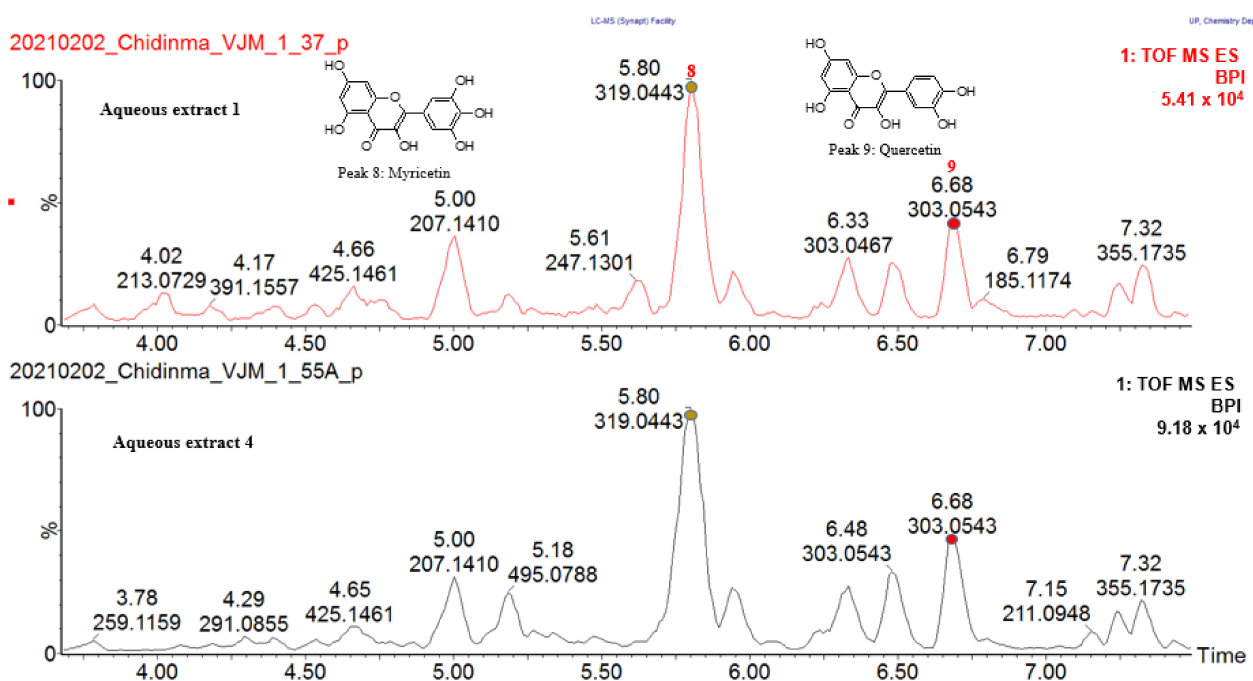 LC-MS (Synapt) Facility
UP, Chemistry Dep
20210202_Chidinma_VJM_1_37_p
1: TOF MS ES
BPI
5.41 x 10⁴
Aqueous extract 1
HO
O
OH
OH
OH
OH
O
OH
Peak 8: Myricetin
HO
O
OH
OH
OH
O
OH
Peak 9: Quercetin
100
%
0
4.02
213.0729
4.17
391.1557
4.66
425.1461
5.00
207.1410
5.61
247.1301
5.80
319.0443
8
6.33
303.0467
9
6.68
303.0543
6.79
185.1174
7.32
355.1735
4.00 4.50 5.00 5.50 6.00 6.50 7.00
20210202_Chidinma_VJM_1_55A_p
1: TOF MS ES
BPI
9.18 x 10⁴
Aqueous extract 4
100
%
0
3.78
259.1159
4.29
291.0855
4.65
425.1461
5.00
207.1410
5.18
495.0788
5.80
319.0443
6.48
303.0543
6.68
303.0543
7.15
211.0948
7.32
355.1735
4.00 4.50 5.00 5.50 6.00 6.50 7.00
Time